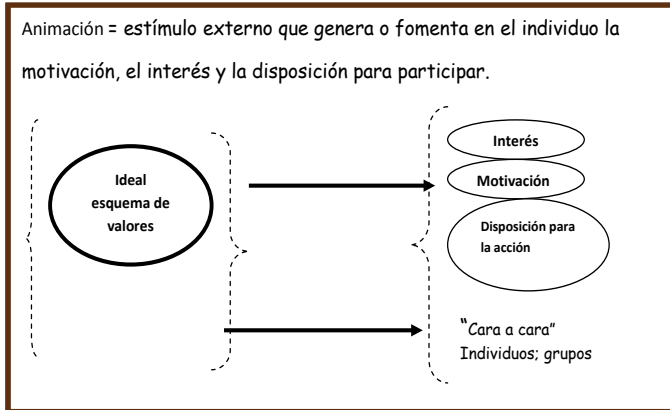 Animación = estímulo externo que genera o fomenta en el individuo la
motivación, el interés y la disposición para participar.
Ideal
esquema de
valores
Interés
Motivación
Disposición para
la acción
“Cara a cara”
Individuos; grupos